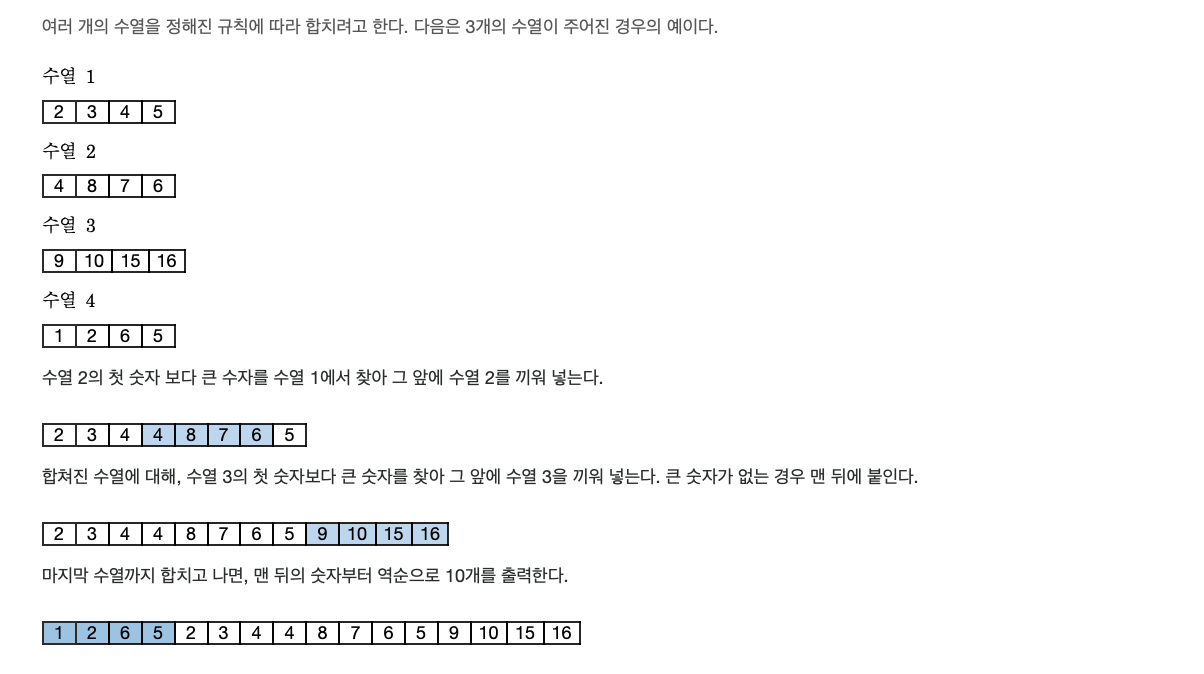 여러 개의 수열을 정해진 규칙에 따라 합치려고 한다. 다음은 3개의 수열이 주어진 경우의 예이다.
수열 1
2 3 4 5
수열 2
4 8 7 6
수열 3
9 10 15 16
수열 4
1 2 6 5
수열 2의 첫 숫자 보다 큰 수자를 수열 1에서 찾아 그 앞에 수열 2를 끼워 넣는다.
2 3 4 4 8 7 6 5
합쳐진 수열에 대해, 수열 3의 첫 숫자보다 큰 숫자를 찾아 그 앞에 수열 3을 끼워 넣는다. 큰 숫자가 없는 경우 맨 뒤에 붙인다.
2 3 4 4 8 7 6 5 9 10 15 16
마지막 수열까지 합치고 나면, 맨 뒤의 숫자부터 역순으로 10개를 출력한다.
1 2 6 5 2 3 4 4 8 7 6 5 9 10 15 16